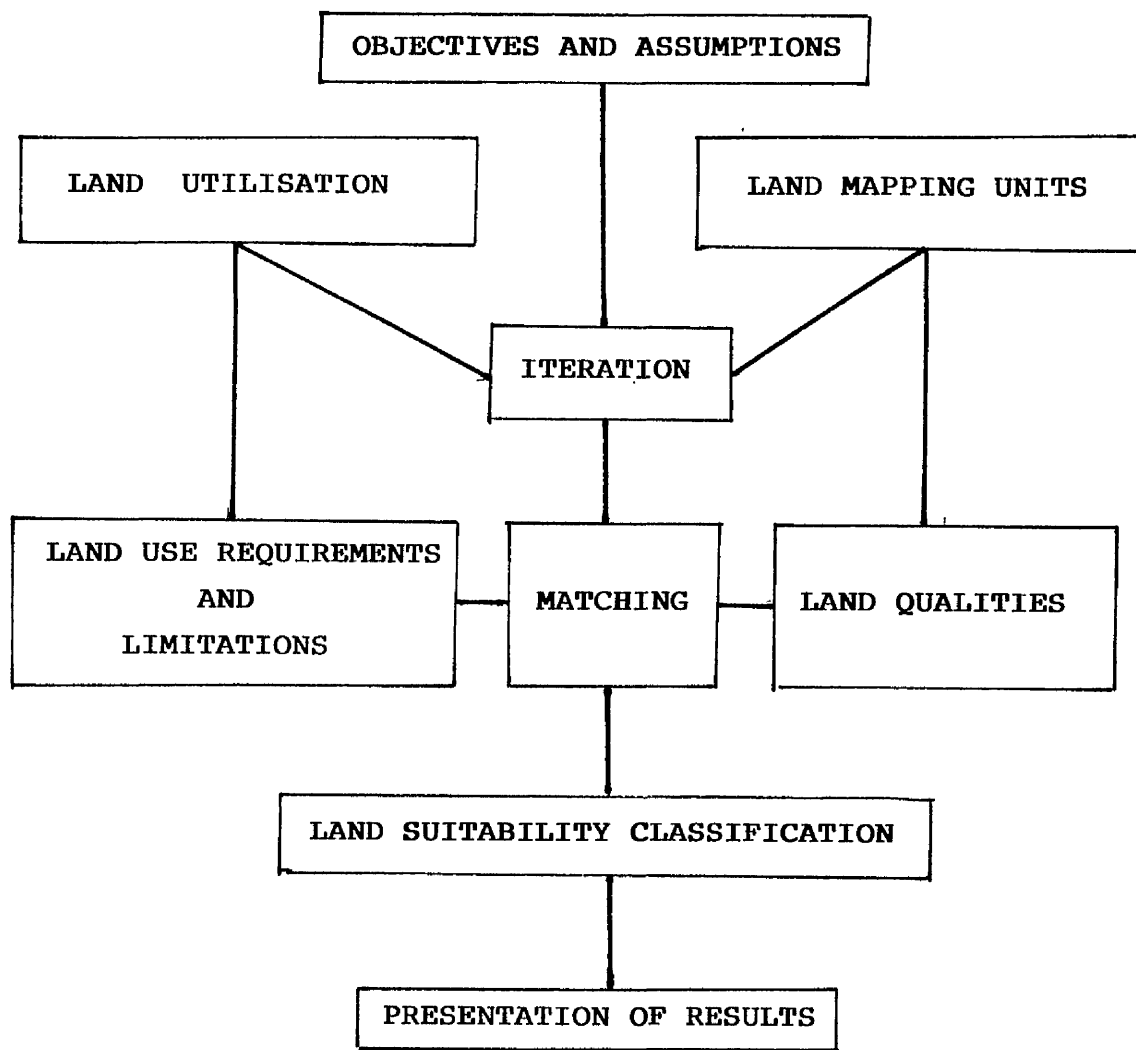 OBJECTIVES AND ASSUMPTIONS
LAND UTILISATION
LAND MAPPING UNITS
ITERATION
LAND USE REQUIREMENTS
AND
LIMITATIONS
MATCHING
LAND QUALITIES
LAND SUITABILITY CLASSIFICATION
PRESENTATION OF RESULTS